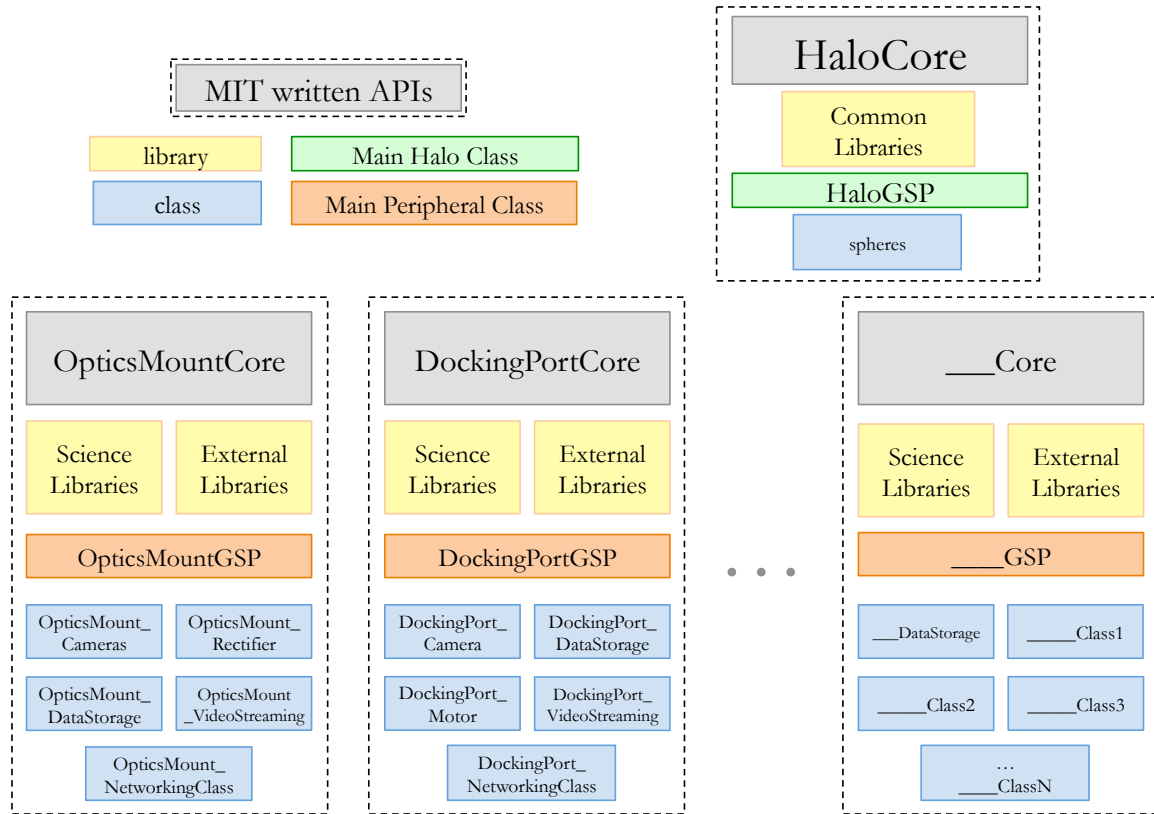 MIT written APIs
library
Main Halo Class
class
Main Peripheral Class
HaloCore
Common
Libraries
HaloGSP
spheres
OpticsMountCore
Science
Libraries
External
Libraries
OpticsMountGSP
OpticsMount_
Cameras
OpticsMount_
Rectifier
OpticsMount_
DataStorage
OpticsMount
_VideoStreaming
OpticsMount_
NetworkingClass
DockingPortCore
Science
Libraries
External
Libraries
DockingPortGSP
DockingPort_
Camera
DockingPort_
DataStorage
DockingPort_
Motor
DockingPort_
VideoStreaming
DockingPort_
NetworkingClass
. . .
___Core
Science
Libraries
External
Libraries
____GSP
___DataStorage
_____Class1
_____Class2
_____Class3
…
____ClassN